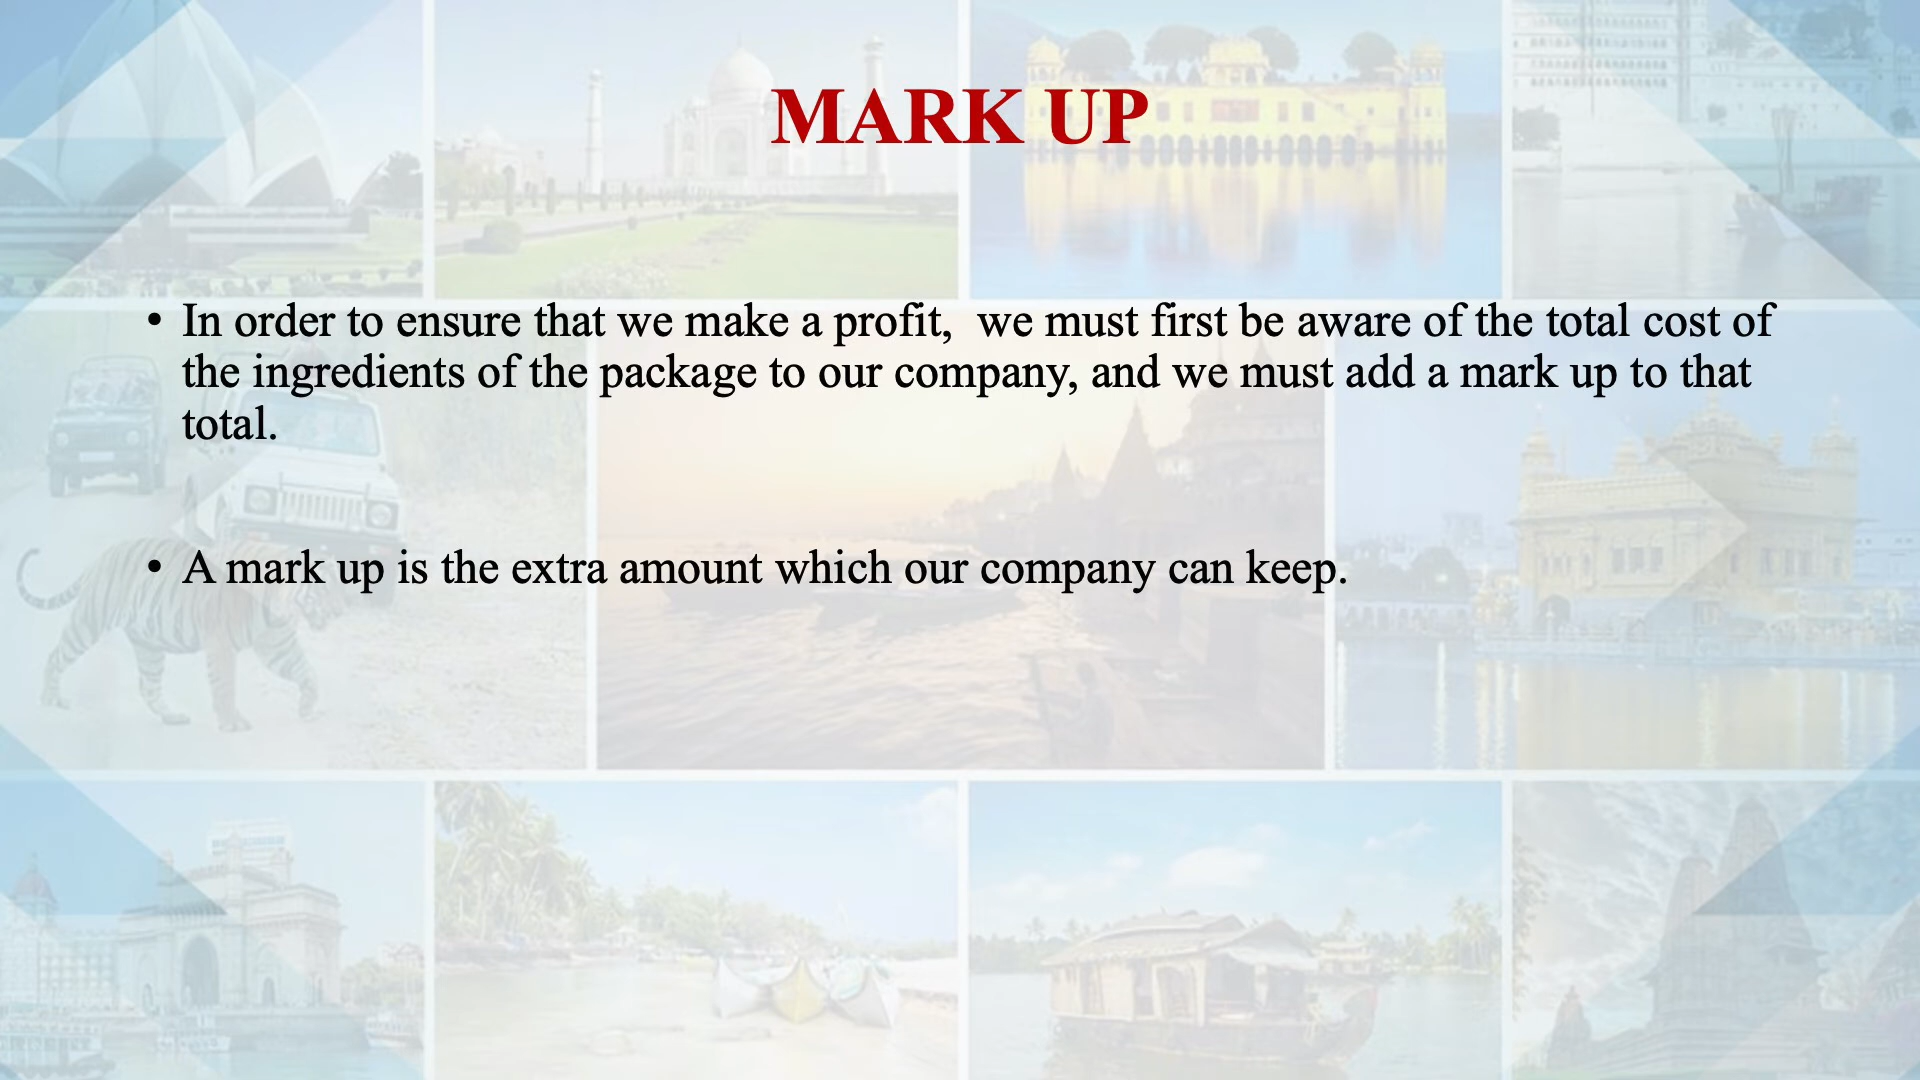 MARK UP
• In order to ensure that we make a profit,  we must first be aware of the total cost of
the ingredients of the package to our company, and we must add a mark up to that
total.
• A mark up is the extra amount which our company can keep.